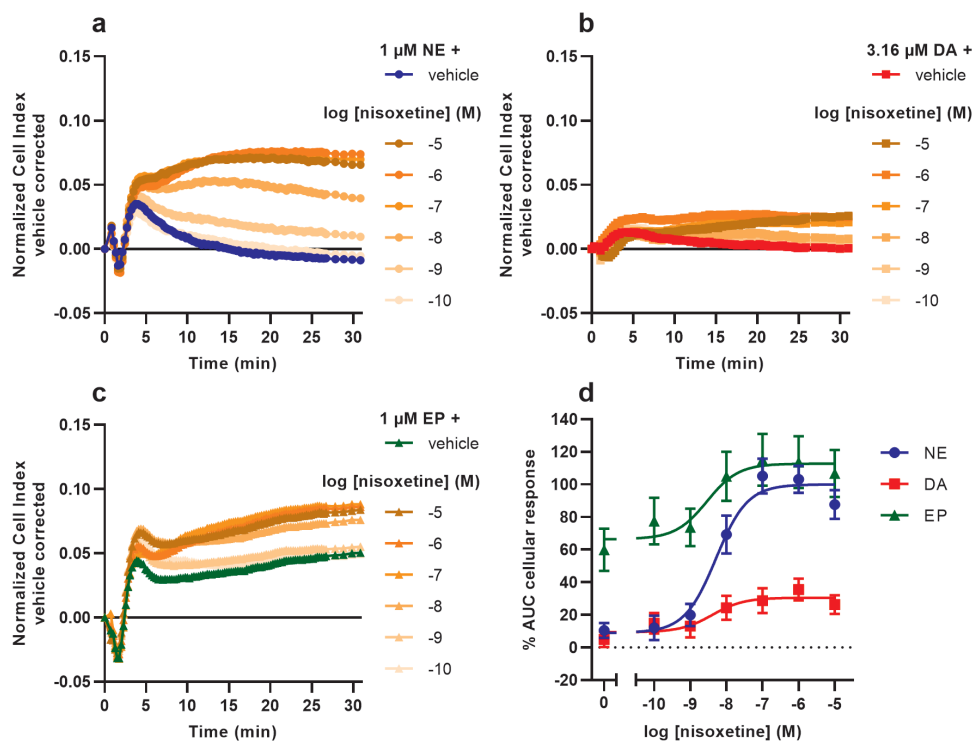 a
Normalized Cell Index
vehicle corrected
0.15
0.10
0.05
0.00
-0.05
0 5 10 15 20 25 30
Time (min)
1 µM NE +
vehicle
log [nisoxetine] (M)
-5
-6
-7
-8
-9
-10
b
Normalized Cell Index
vehicle corrected
0.15
0.10
0.05
0.00
-0.05
0 5 10 15 20 25 30
Time (min)
3.16 µM DA +
vehicle
log [nisoxetine] (M)
-5
-6
-7
-8
-9
-10
c
Normalized Cell Index
vehicle corrected
0.15
0.10
0.05
0.00
-0.05
0 5 10 15 20 25 30
Time (min)
1 µM EP +
vehicle
log [nisoxetine] (M)
-5
-6
-7
-8
-9
-10
d
% AUC cellular response
140
120
100
80
60
40
20
0
-20
0 -10 -9 -8 -7 -6 -5
log [nisoxetine] (M)
NE
DA
EP